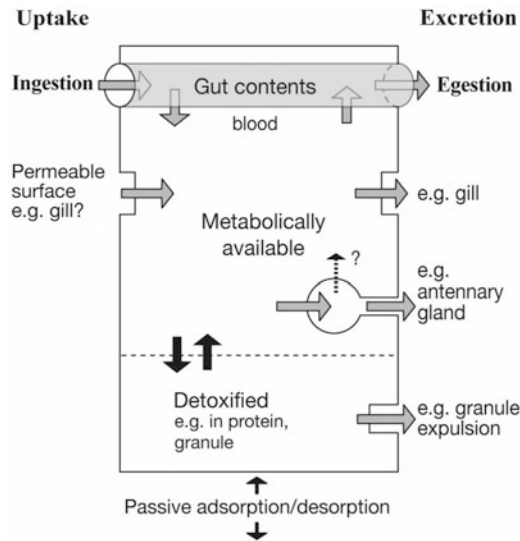 Uptake
Excretion
Ingestion
Gut contents
Egestion
blood
Permeable
surface
e.g. gill?
e.g. gill
Metabolically
available
?
e.g.
antennary
gland
Detoxified
e.g. in protein,
granule
e.g. granule
expulsion
Passive adsorption/desorption